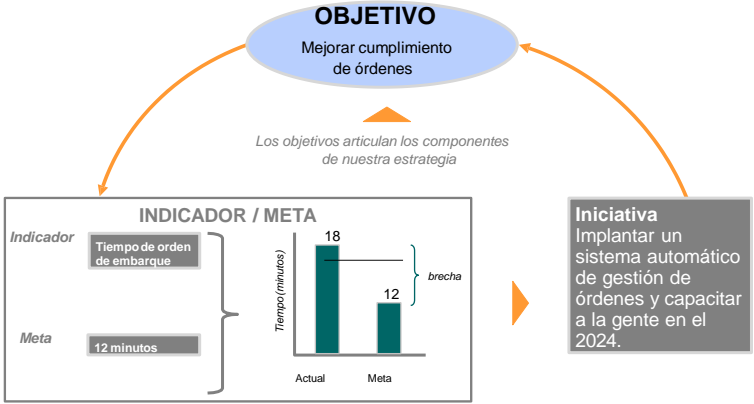 OBJETIVO
Mejorar cumplimiento
de órdenes
Los objetivos articulan los componentes
de nuestra estrategia
INDICADOR / META
Indicador
Tiempo de orden
de embarque
Meta
12 minutos
Tiempo (minutos)
18
12
brecha
Actual
Meta
Iniciativa
Implantar un
sistema automático
de gestión de
órdenes y capacitar
a la gente en el
2024.